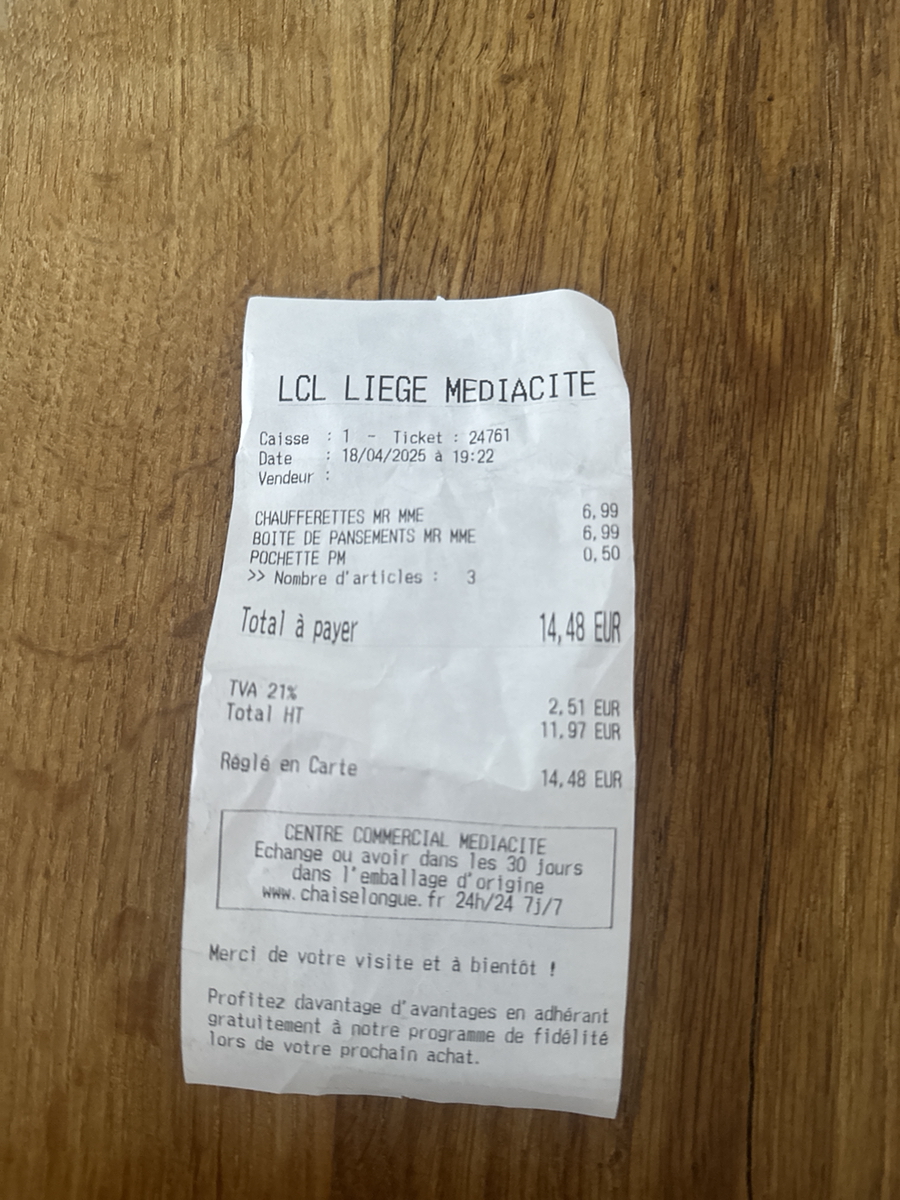 LCL LIEGE MEDIACITE
Caisse : 1 - Ticket : 24761
Date : 18/04/2025 à 19:22
Vendeur :
CHAUFFERETTES MR MME 6,99
BOITE DE PANSEMENTS MR MME 6,99
POCHETTE PM 0,50
>> Nombre d'articles : 3
Total à payer 14,48 EUR
TVA 21% 2,51 EUR
Total HT 11,97 EUR
Réglé en Carte 14,48 EUR
CENTRE COMMERCIAL MEDIACITE
Echange ou avoir dans les 30 jours
dans l'emballage d'origine
www.chaiselongue.fr 24h/24 7j/7
Merci de votre visite et à bientôt !
Profitez davantage d'avantages en adhérant
gratuitement à notre programme de fidélité
lors de votre prochain achat.